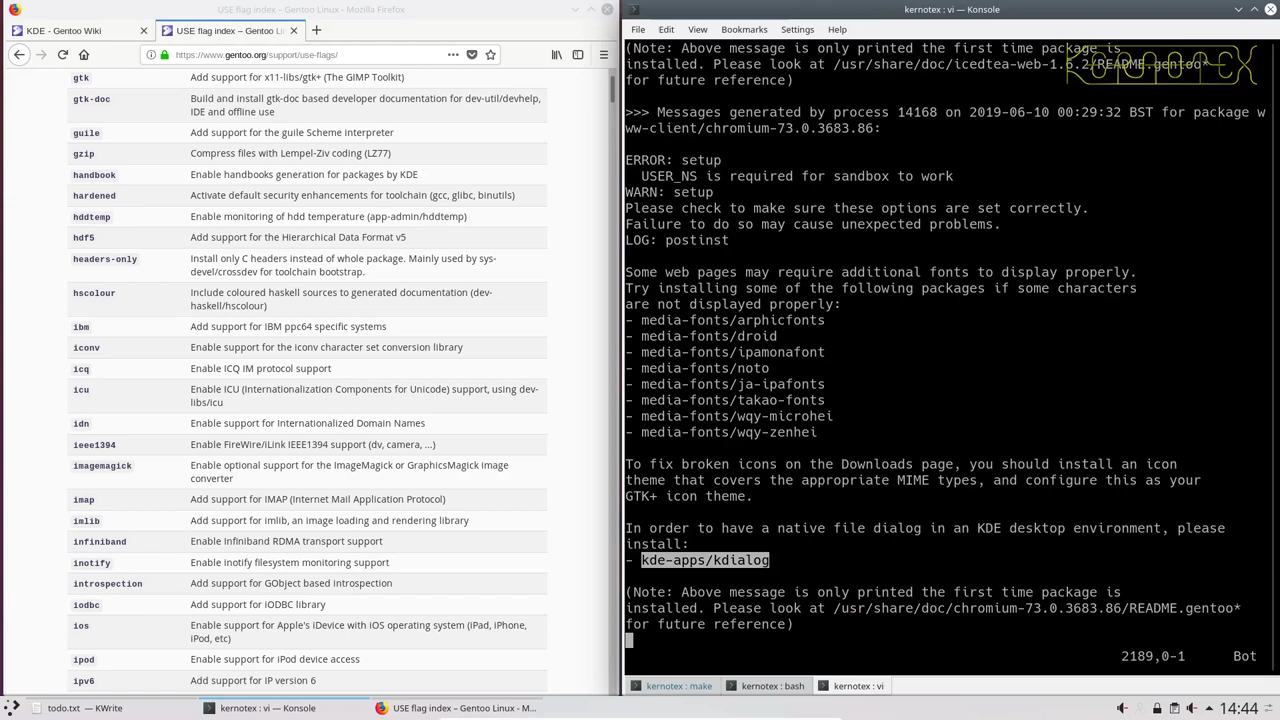 USE flag index – Gentoo Linux - Mozilla Firefox
KDE - Gentoo Wiki
USE flag index – Gentoo Li
https://www.gentoo.org/support/use-flags/
gtk Add support for x11-libs/gtk+ (The GIMP Toolkit)
gtk-doc Build and install gtk-doc based developer documentation for dev-util/devhelp,
IDE and offline use
guile Add support for the guile Scheme interpreter
gzip Compress files with Lempel-Ziv coding (LZ77)
handbook Enable handbooks generation for packages by KDE
hardened Activate default security enhancements for toolchain (gcc, glibc, binutils)
hddtemp Enable monitoring of hdd temperature (app-admin/hddtemp)
hdf5 Add support for the Hierarchical Data Format v5
headers-only Install only C headers instead of whole package. Mainly used by sys-
devel/crossdev for toolchain bootstrap.
hscolour Include coloured haskell sources to generated documentation (dev-
haskell/hscolour)
ibm Add support for IBM ppc64 specific systems
iconv Enable support for the iconv character set conversion library
icq Enable ICQ IM protocol support
icu Enable ICU (Internationalization Components for Unicode) support, using dev-
libs/icu
idn Enable support for Internationalized Domain Names
ieee1394 Enable FireWire/iLink IEEE1394 support (dv, camera, ...)
imagemagick Enable optional support for the ImageMagick or GraphicsMagick image
converter
imap Add support for IMAP (Internet Mail Application Protocol)
imlib Add support for imlib, an image loading and rendering library
infiniband Enable Infiniband RDMA transport support
inotify Enable inotify filesystem monitoring support
introspection Add support for GObject based introspection
iodbc Add support for iODBC library
ios Enable support for Apple's iDevice with iOS operating system (iPad, iPhone,
iPod, etc)
ipod Enable support for iPod device access
ipv6 Add support for IP version 6
kernotex : vi — Konsole
File Edit View Bookmarks Settings Help
KERNOTEX
(Note: Above message is only printed the first time package is
installed. Please look at /usr/share/doc/icedtea-web-1.6.2/README.gentoo*
for future reference)
>>> Messages generated by process 14168 on 2019-06-10 00:29:32 BST for package w
ww-client/chromium-73.0.3683.86:
ERROR: setup
USER_NS is required for sandbox to work
WARN: setup
Please check to make sure these options are set correctly.
Failure to do so may cause unexpected problems.
LOG: postinst
Some web pages may require additional fonts to display properly.
Try installing some of the following packages if some characters
are not displayed properly:
- media-fonts/arphicfonts
- media-fonts/droid
- media-fonts/ipamonafont
- media-fonts/noto
- media-fonts/ja-ipafonts
- media-fonts/takao-fonts
- media-fonts/wqy-microhei
- media-fonts/wqy-zenhei
To fix broken icons on the Downloads page, you should install an icon
theme that covers the appropriate MIME types, and configure this as your
GTK+ icon theme.
In order to have a native file dialog in an KDE desktop environment, please
install:
- kde-apps/kdialog
(Note: Above message is only printed the first time package is
installed. Please look at /usr/share/doc/chromium-73.0.3683.86/README.gentoo*
for future reference)
2189,0-1 Bot
kernotex : make
kernotex : bash
kernotex : vi
todo.txt — KWrite
kernotex : vi — Konsole
USE flag index – Gentoo Linux - M...
14:44